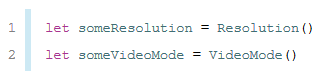 1 let someResolution = Resolution()
2 let someVideoMode = VideoMode()